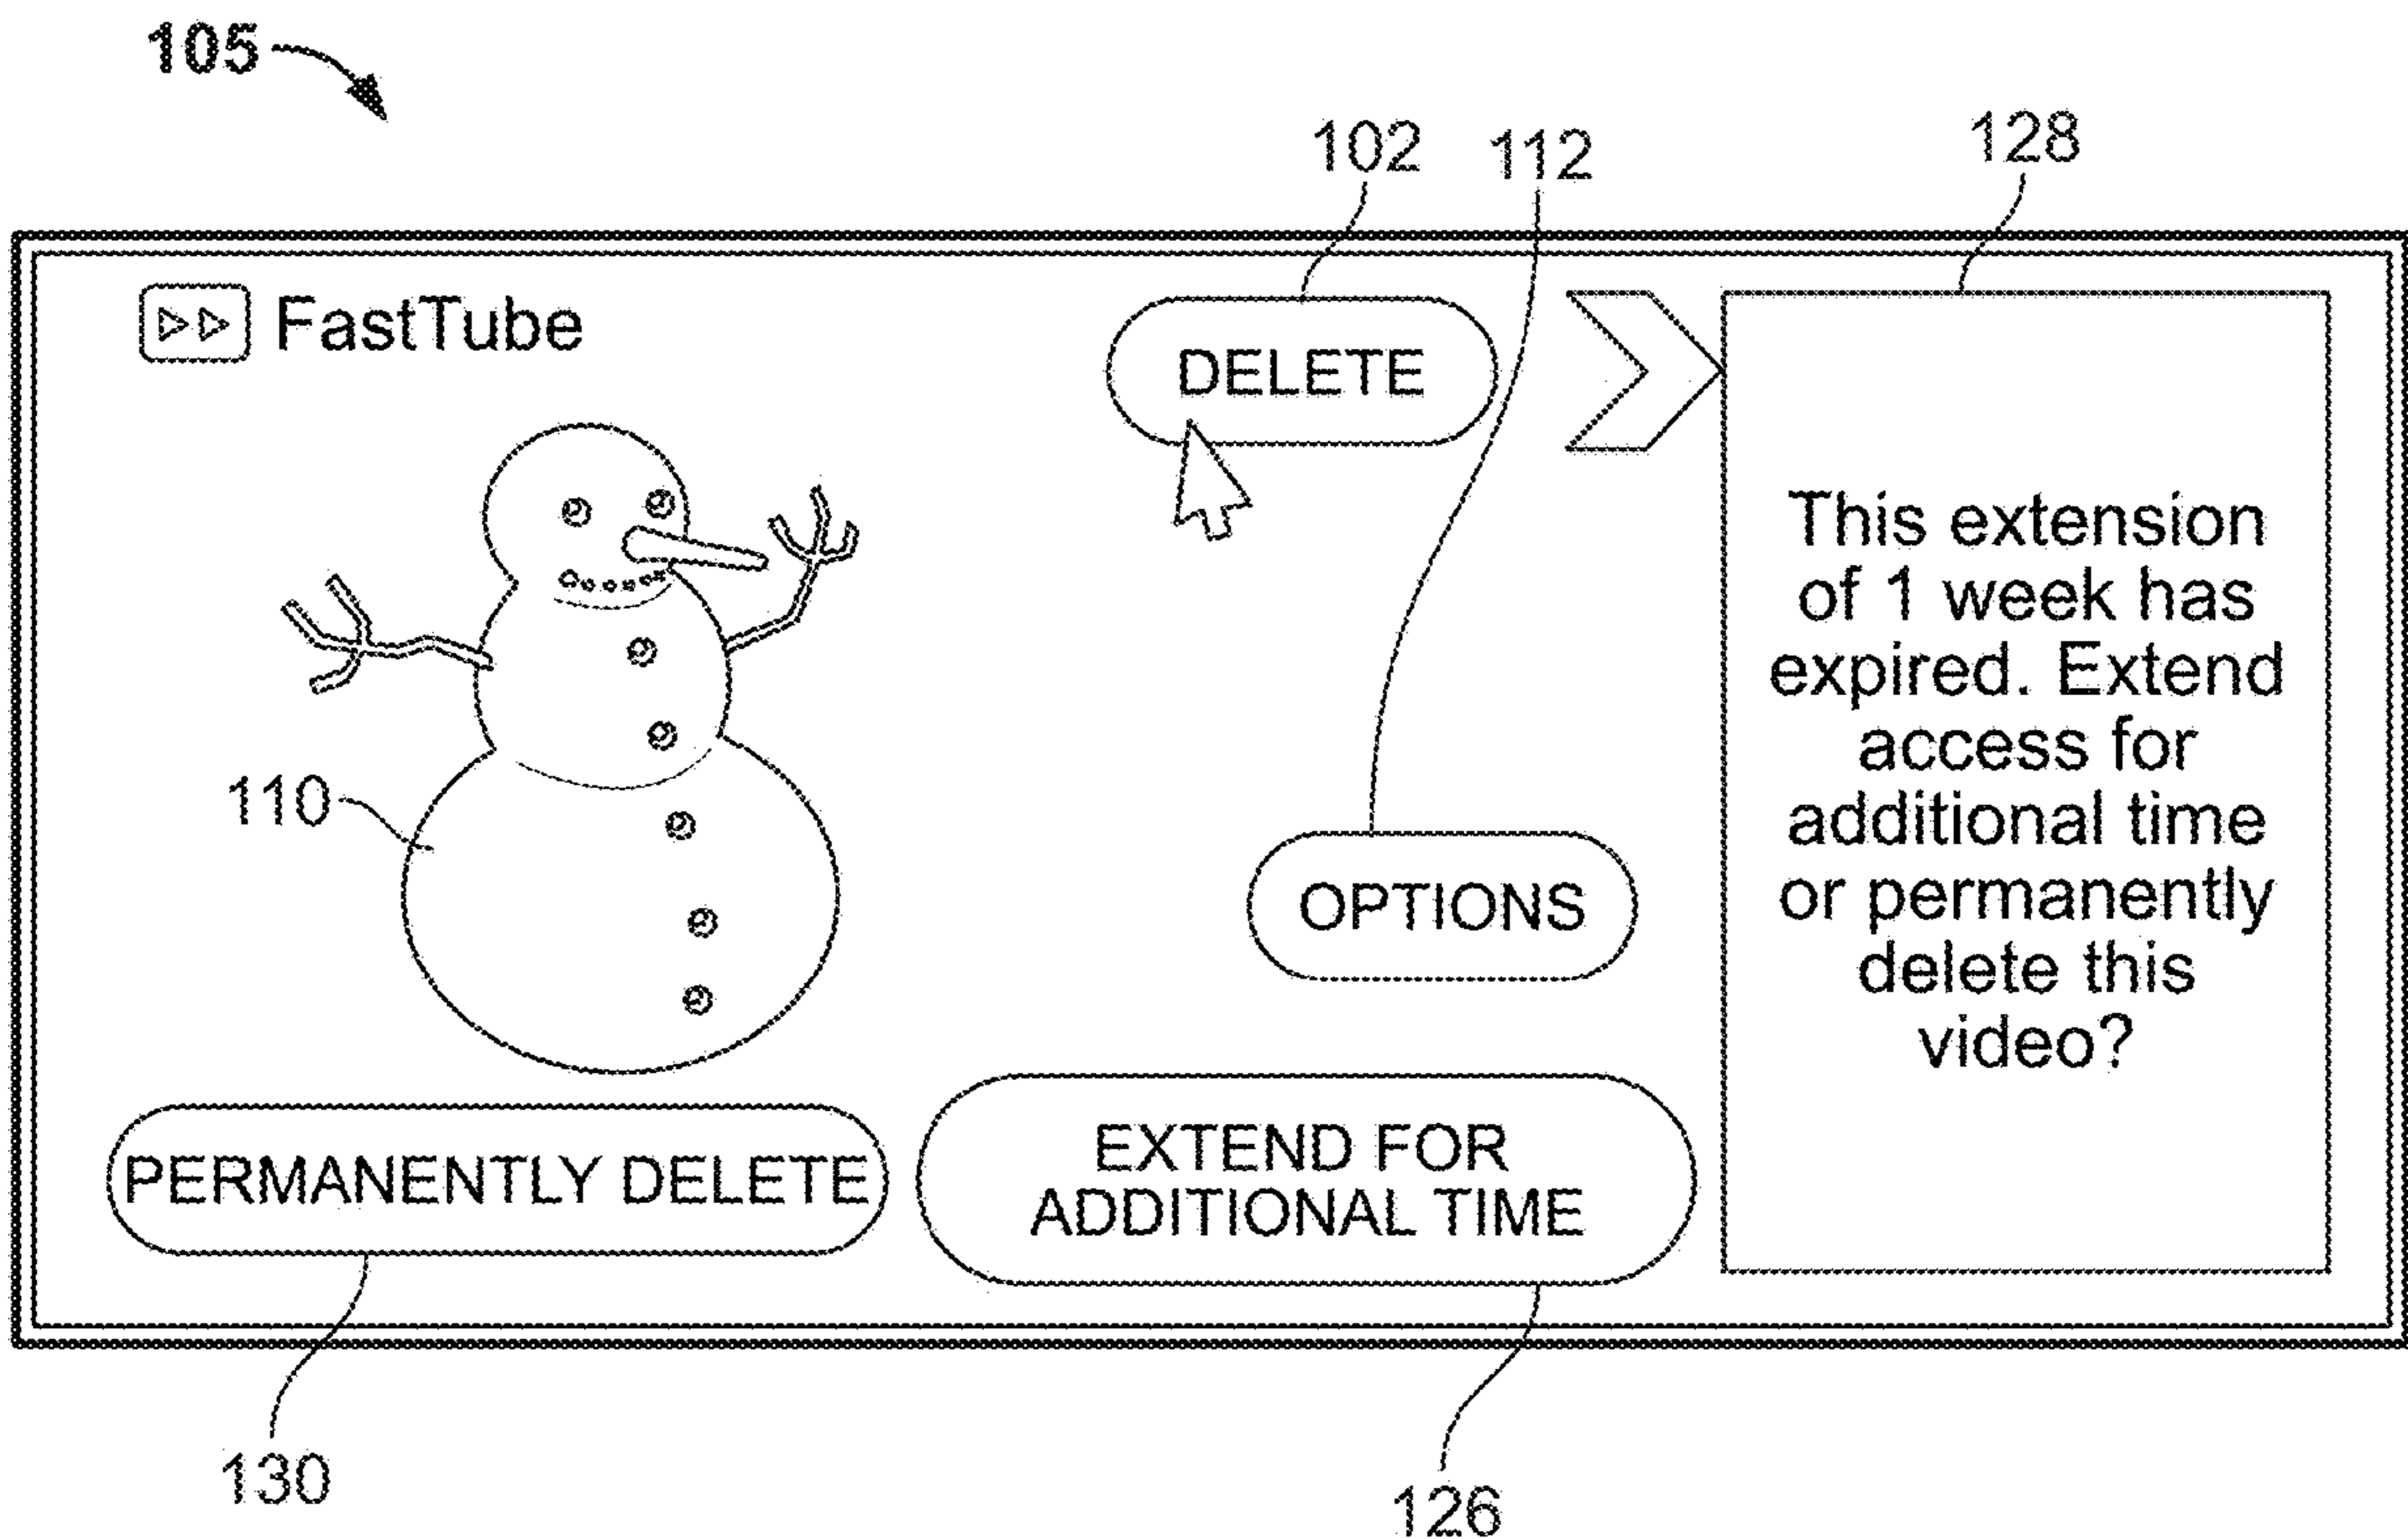 105
102
112
128
FastTube
DELETE
This extension
of 1 week has
expired. Extend
access for
additional time
or permanently
delete this
video?
110
OPTIONS
PERMANENTLY DELETE
EXTEND FOR
ADDITIONAL TIME
130
126